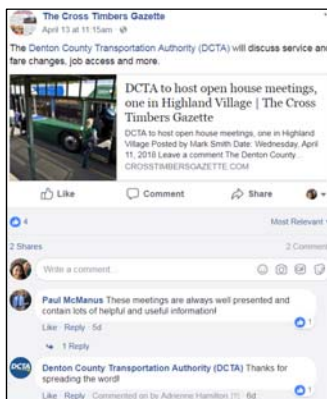 The Cross Timbers Gazette
April 13 at 11:15am
The Denton County Transportation Authority (DCTA) will discuss service and
fare changes, job access and more.
DCTA to host open house meetings,
one in Highland Village | The Cross
Timbers Gazette
DCTA to host open house meetings, one in Highland
Village Posted by Mark Smith Date: Wednesday, April
11, 2018 Leave a comment The Denton County...
CROSSTIMBERSGAZETTE.COM
Like Comment Share
4 Most Relevant
2 Shares 2 Comment
Write a comment...
Paul McManus These meetings are always well presented and
contain lots of helpful and useful information!
1
Like · Reply · 5d
1 Reply
DCTA
Denton County Transportation Authority (DCTA) Thanks for
spreading the word!
1
Like · Reply · Commented on by Adrienne Hamilton · 6d